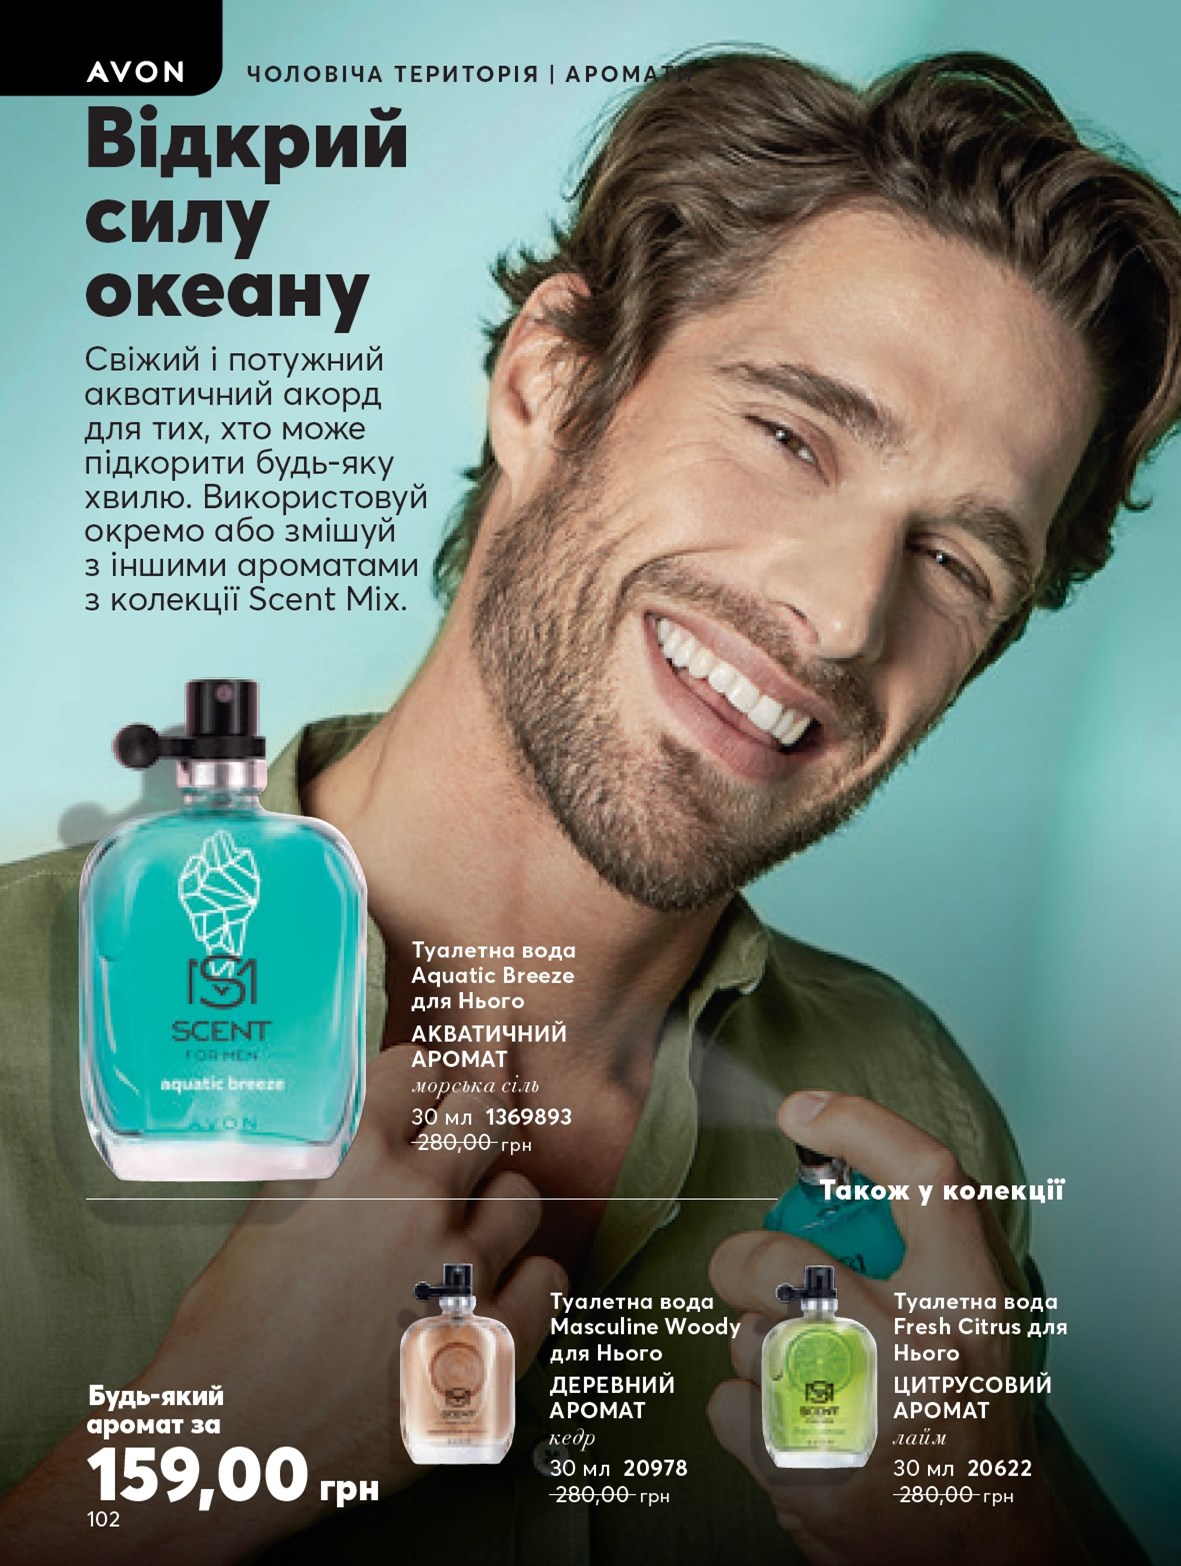 AVON
ЧОЛОВІЧА ТЕРИТОРІЯ | АРОМАТИ
Відкрий
силу
океану
Свіжий і потужний
акватичний акорд
для тих, хто може
підкорити будь-яку
хвилю. Використовуй
окремо або змішуй
з іншими ароматами
з колекції Scent Mix.
SM
SCENT
FOR MEN
aquatic breeze
AVON
Туалетна вода
Aquatic Breeze
для Нього
АКВАТИЧНИЙ
АРОМАТ
морська сіль
30 мл 1369893
280,00 грн
Також у колекції
SCENT
Туалетна вода
Masculine Woody
для Нього
ДЕРЕВНИЙ
АРОМАТ
кедр
30 мл 20978
280,00 грн
SCENT
Туалетна вода
Fresh Citrus для
Нього
ЦИТРУСОВИЙ
АРОМАТ
лайм
30 мл 20622
280,00 грн
Будь-який
аромат за
159,00 грн
102